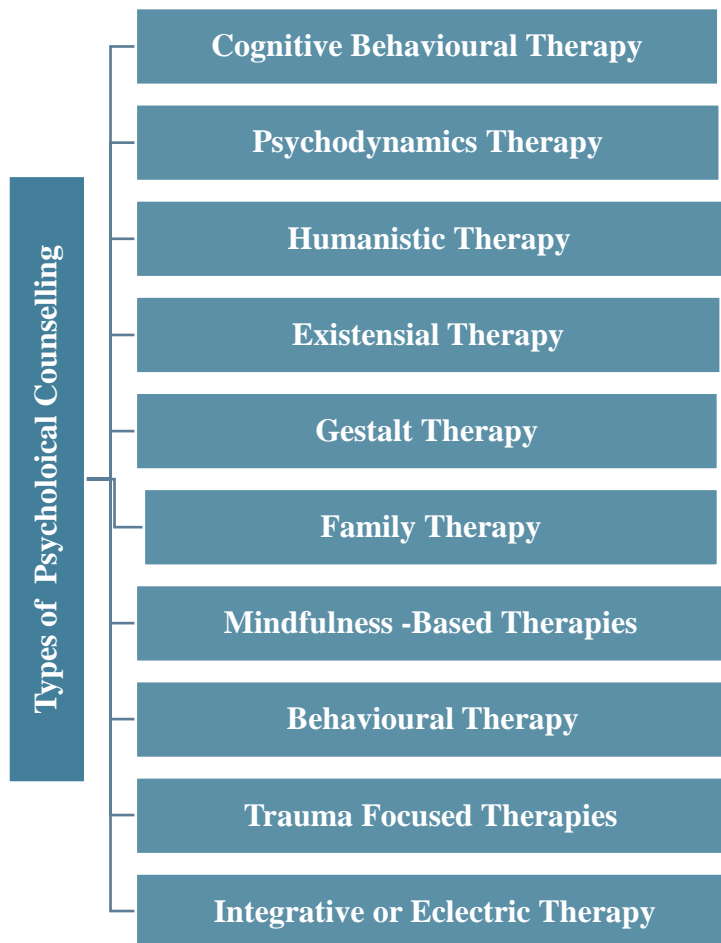 Types of Psycholoical Counselling
Cognitive Behavioural Therapy
Psychodynamics Therapy
Humanistic Therapy
Existensial Therapy
Gestalt Therapy
Family Therapy
Mindfulness -Based Therapies
Behavioural Therapy
Trauma Focused Therapies
Integrative or Eclectric Therapy